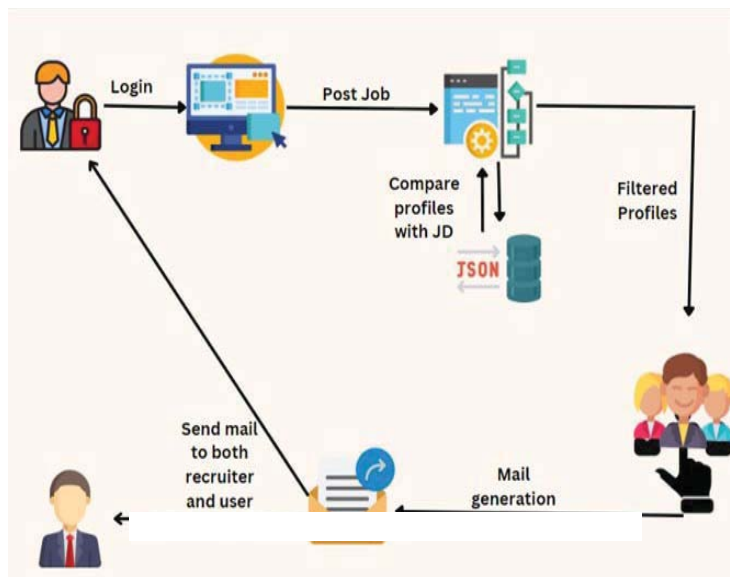 Login
Post Job
Compare
profiles
with JD
Filtered
Profiles
JSON
Send mail
to both
recruiter
and user
Mail
generation